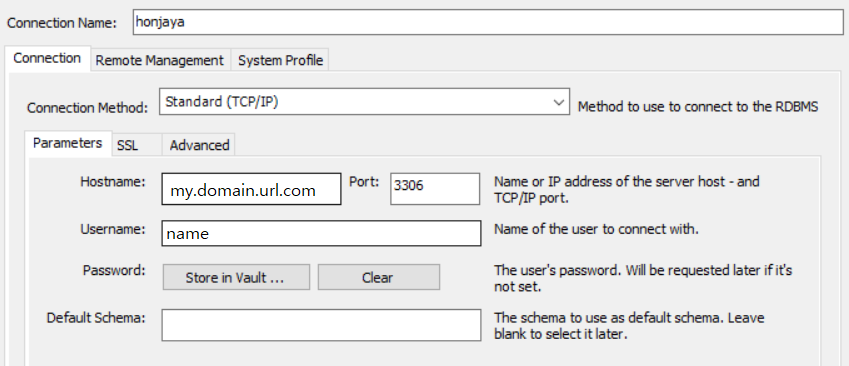 Connection Name: honjaya
Connection Remote Management System Profile
Connection Method: Standard (TCP/IP) Method to use to connect to the RDBMS
Parameters SSL Advanced
Hostname: my.domain.url.com Port: 3306 Name or IP address of the server host - and
TCP/IP port.
Username: name Name of the user to connect with.
Password: Store in Vault ... Clear The user's password. Will be requested later if it's
not set.
Default Schema: The schema to use as default schema. Leave
blank to select it later.